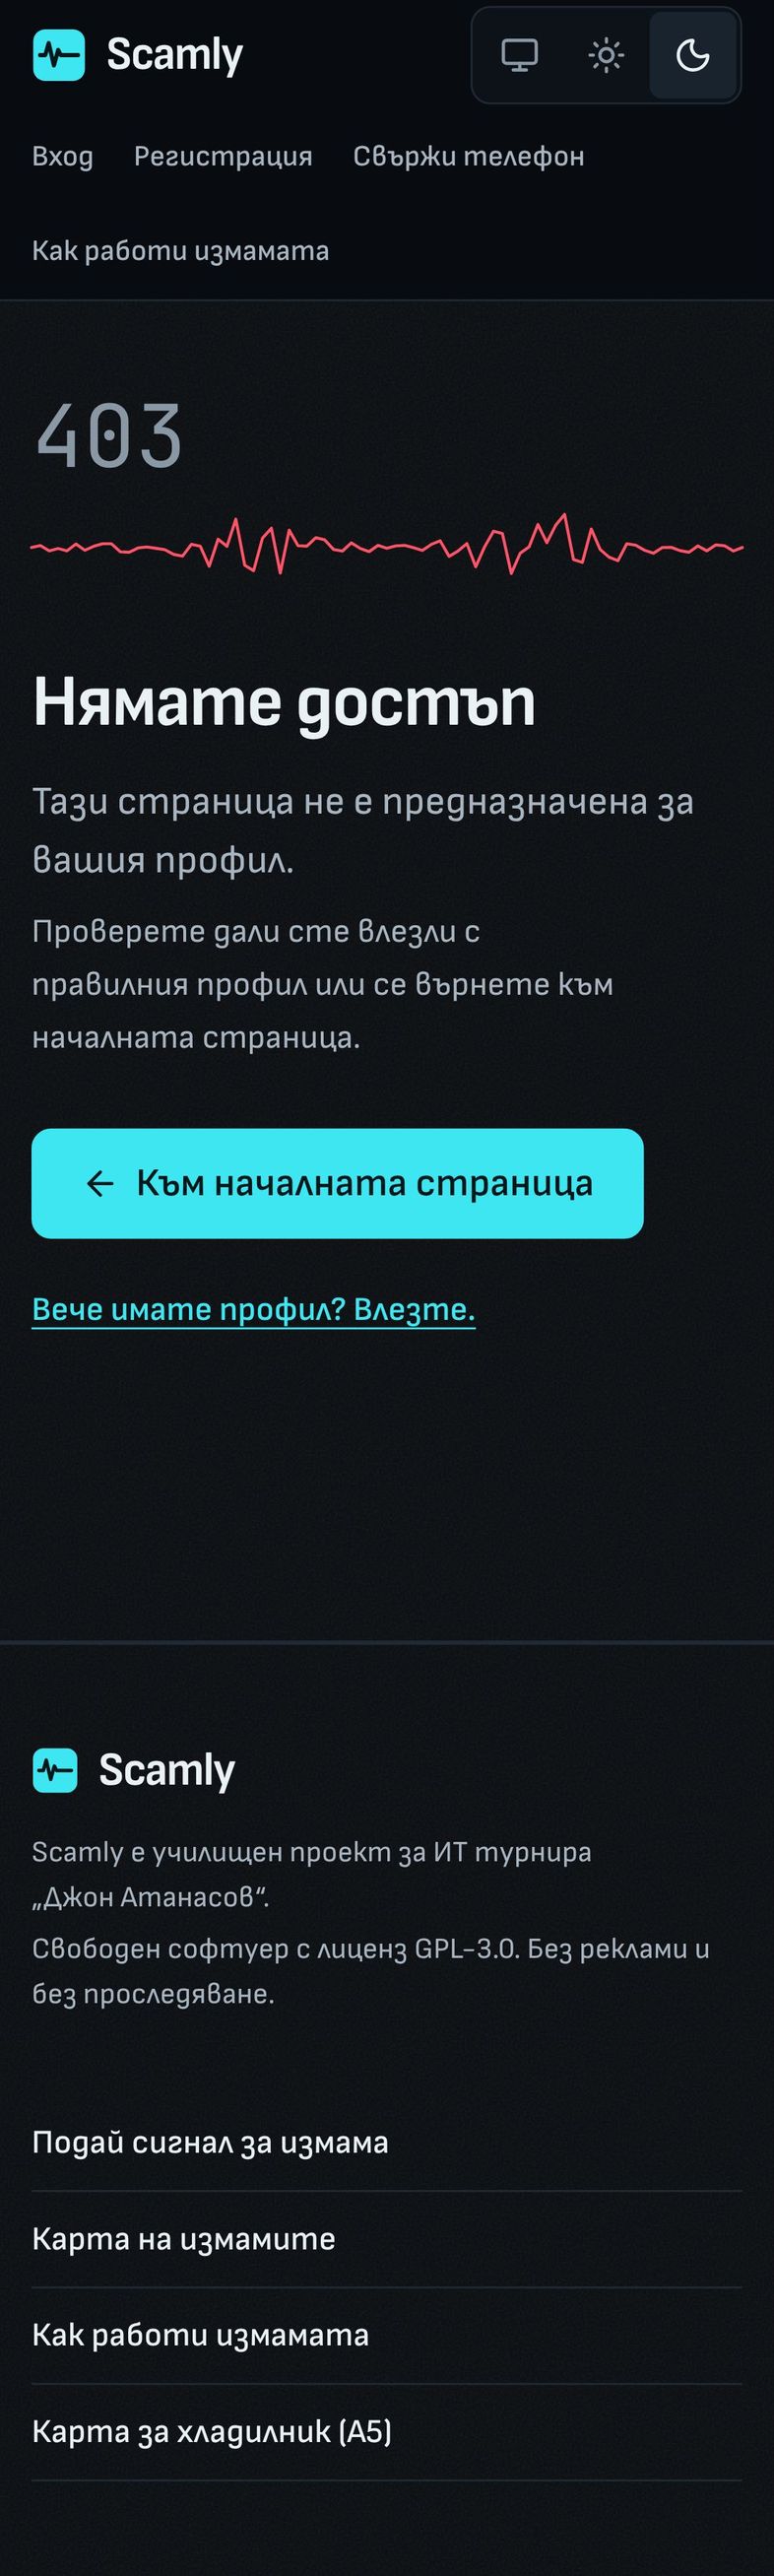 Scamly
Вход Регистрация Свържи телефон
Как работи измамата
403
Нямате достъп
Тази страница не е предназначена за
вашия профил.
Проверете дали сте влезли с
правилния профил или се върнете към
началната страница.
← Към началната страница
Вече имате профил? Влезте.
Scamly
Scamly е училищен проект за ИТ турнира
„Джон Атанасов“.
Свободен софтуер с лиценз GPL-3.0. Без реклами и
без проследяване.
Подай сигнал за измама
Карта на измамите
Как работи измамата
Карта за хладилник (А5)